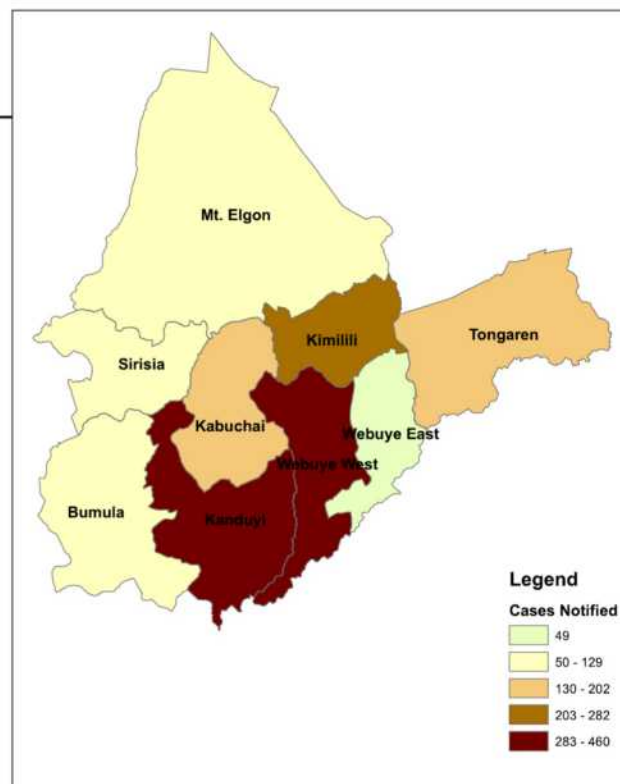 Mt. Elgon
Kimilili
Tongaren
Sirisia
Kabuchai
Webuye East
Webuye West
Bumula
Kanduyi
Legend
Cases Notified
49
50 - 129
130 - 202
203 - 282
283 - 460